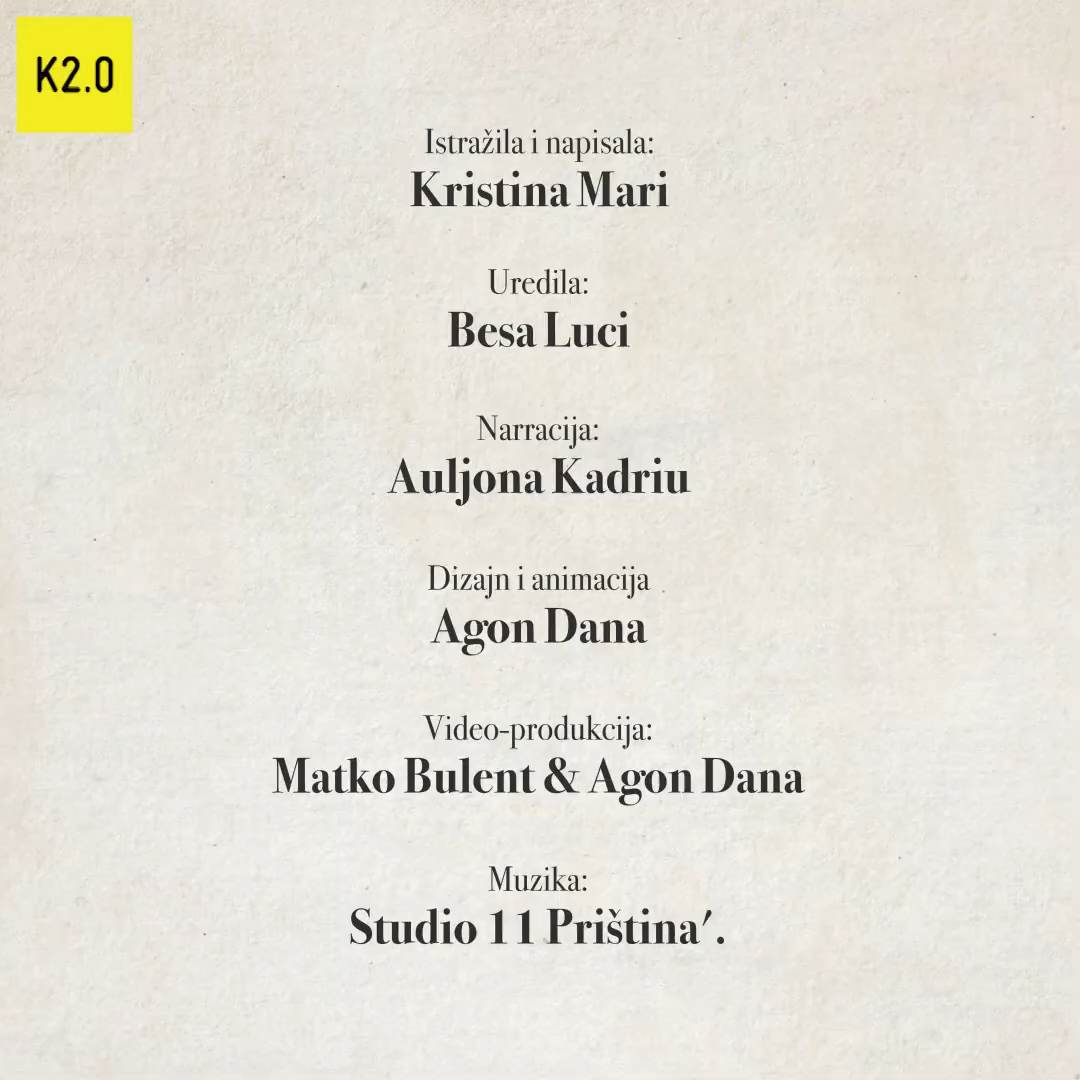 K2.0
Istražila i napisala:
Kristina Mari
Uredila:
Besa Luci
Narracija:
Auljona Kadriu
Dizajn i animacija
Agon Dana
Video-produkcija:
Matko Bulent & Agon Dana
Muzika:
Studio 11 Priština′.